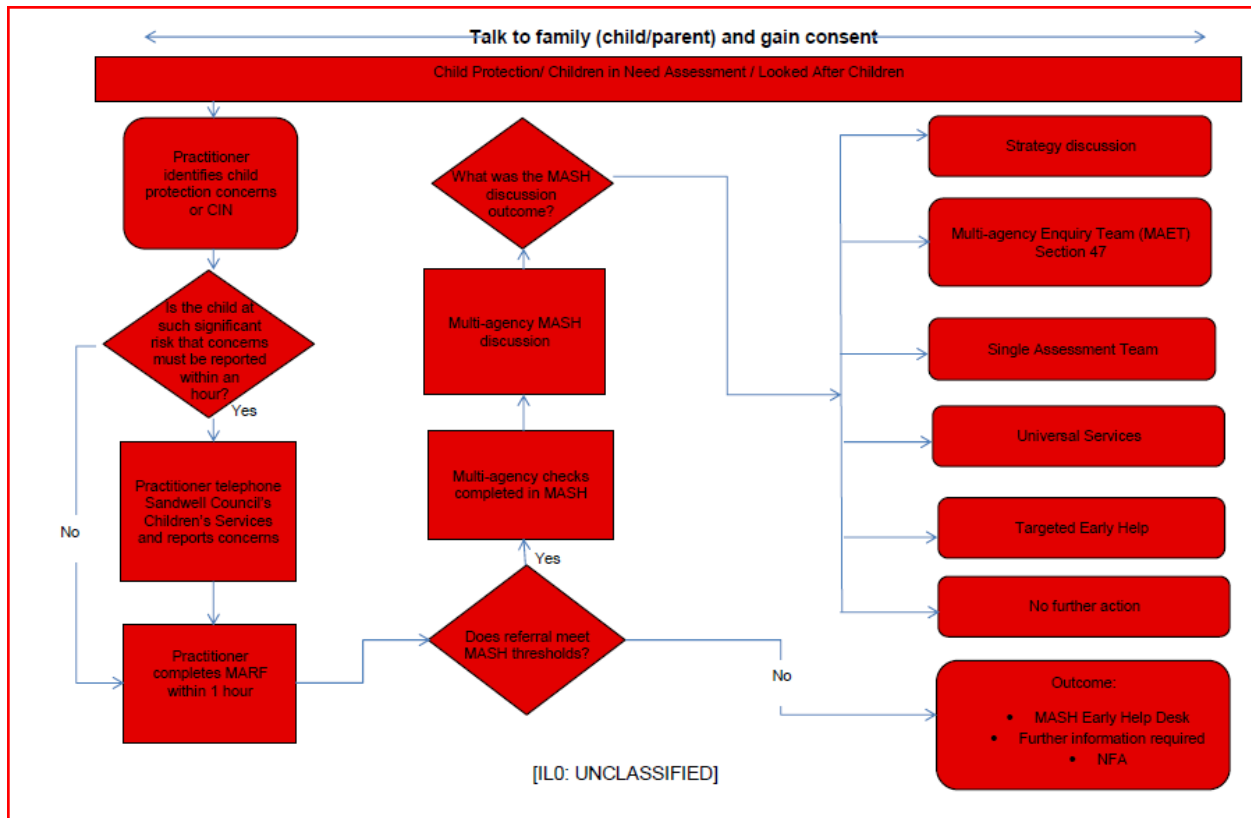 Talk to family (child/parent) and gain consent
Child Protection/ Children in Need Assessment / Looked After Children
Practitioner
identifies child
protection concerns
or CIN
Is the child at
such significant
risk that concerns
must be reported
within an
hour?
Yes
No
Practitioner telephone
Sandwell Council's
Children's Services
and reports concerns
Practitioner
completes MARF
within 1 hour
Does referral meet
MASH thresholds?
Yes
No
Multi-agency checks
completed in MASH
Multi-agency MASH
discussion
What was the MASH
discussion
outcome?
Strategy discussion
Multi-agency Enquiry Team (MAET)
Section 47
Single Assessment Team
Universal Services
Targeted Early Help
No further action
Outcome:
• MASH Early Help Desk
• Further information required
• NFA
[IL0: UNCLASSIFIED]